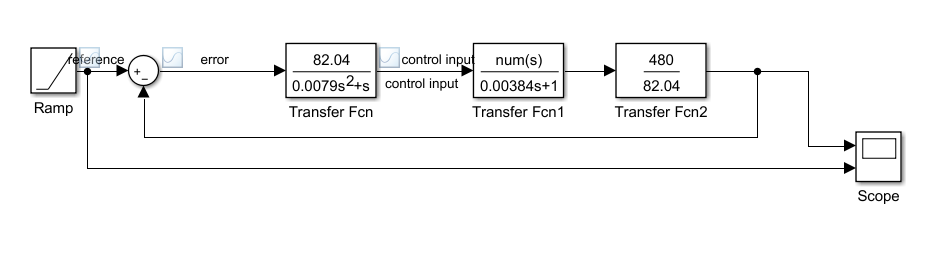 reference
error
control input
control input
+
−
82.04
0.0079s²+s
num(s)
0.00384s+1
480
82.04
Ramp
Transfer Fcn
Transfer Fcn1
Transfer Fcn2
Scope